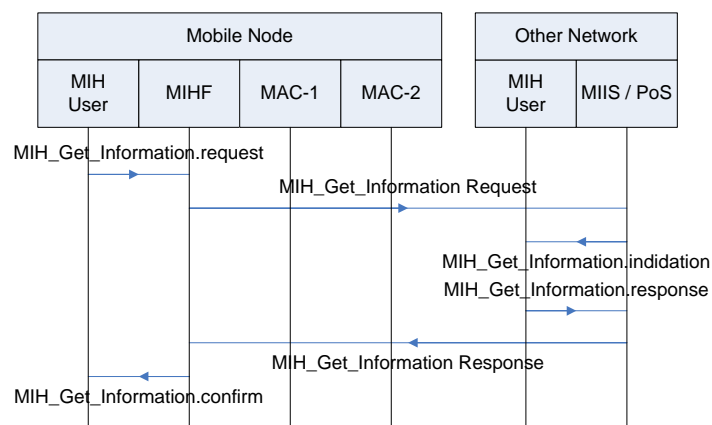 Mobile Node
Other Network
MIH
User
MIHF
MAC-1
MAC-2
MIH
User
MIIS / PoS
MIH_Get_Information.request
MIH_Get_Information Request
MIH_Get_Information.indidation
MIH_Get_Information.response
MIH_Get_Information Response
MIH_Get_Information.confirm